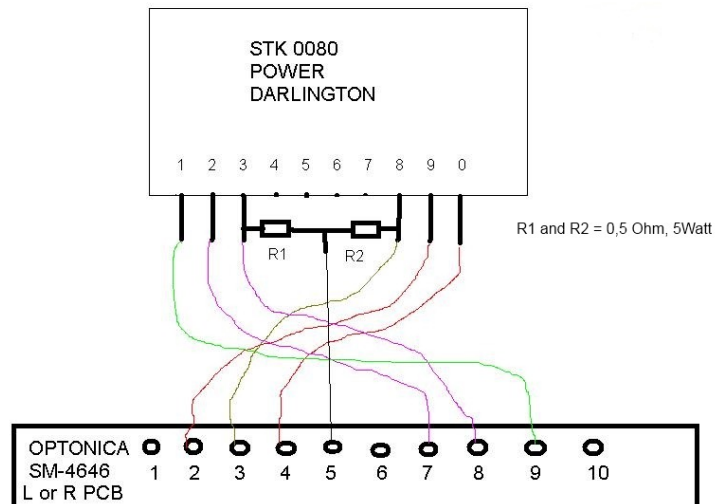 STK 0080
POWER
DARLINGTON
1 2 3 4 5 6 7 8 9 0
R1 and R2 = 0,5 Ohm, 5Watt
R1 R2
OPTONICA
SM-4646
L or R PCB
1 2 3 4 5 6 7 8 9 10